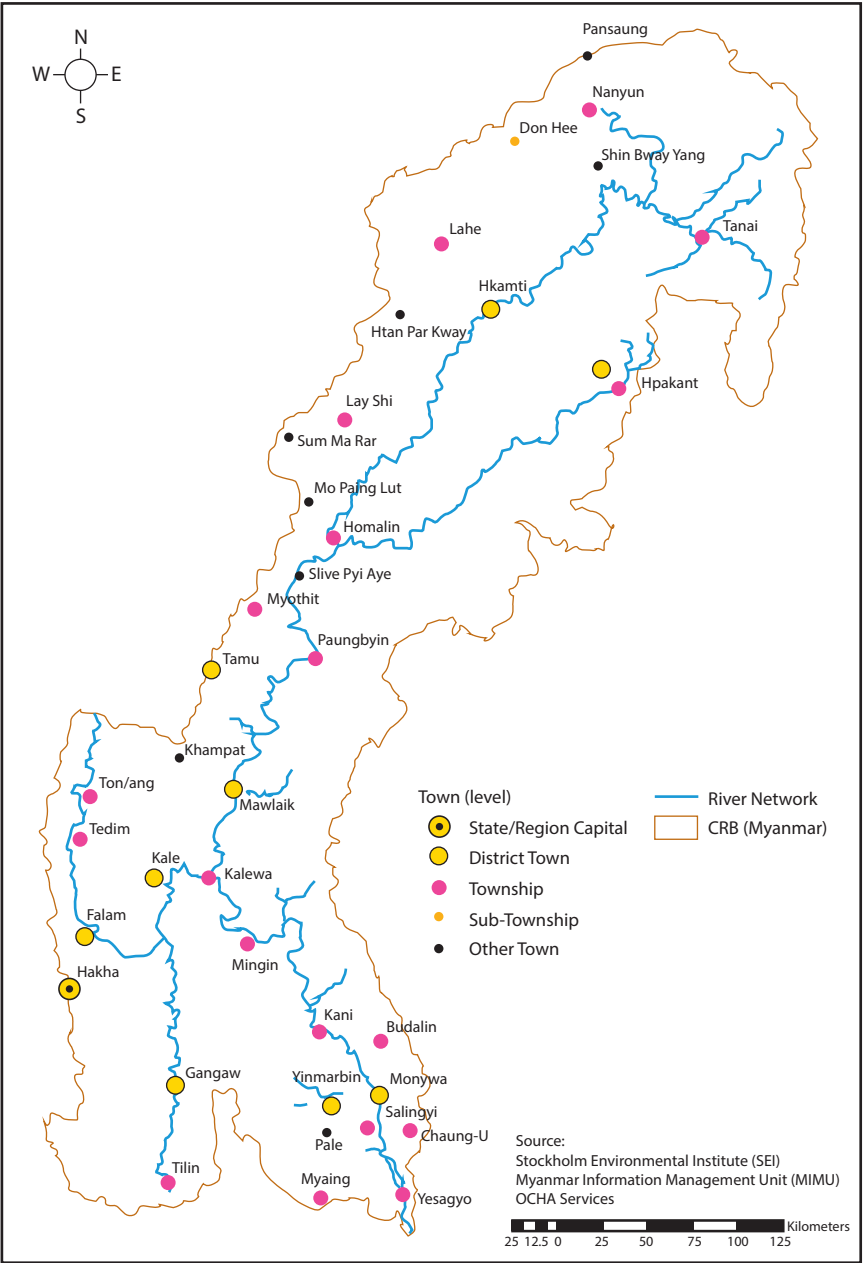 N
W
E
S
Pansaung
Nanyun
Don Hee
Shin Bway Yang
Tanai
Lahe
Hkamti
Htan Par Kway
Hpakant
Lay Shi
Sum Ma Rar
Mo Paing Lut
Homalin
Slive Pyi Aye
Myothit
Paungbyin
Tamu
Khampat
Ton/ang
Mawlaik
Tedim
Kale
Kalewa
Falam
Mingin
Hakha
Kani
Budalin
Gangaw
Yinmarbin
Monywa
Salingyi
Chaung-U
Pale
Tilin
Myaing
Yesagyo
Town (level)
State/Region Capital
District Town
Township
Sub-Township
Other Town
River Network
CRB (Myanmar)
Source:
Stockholm Environmental Institute (SEI)
Myanmar Information Management Unit (MIMU)
OCHA Services
Kilometers
25 12.5 0 25 50 75 100 125